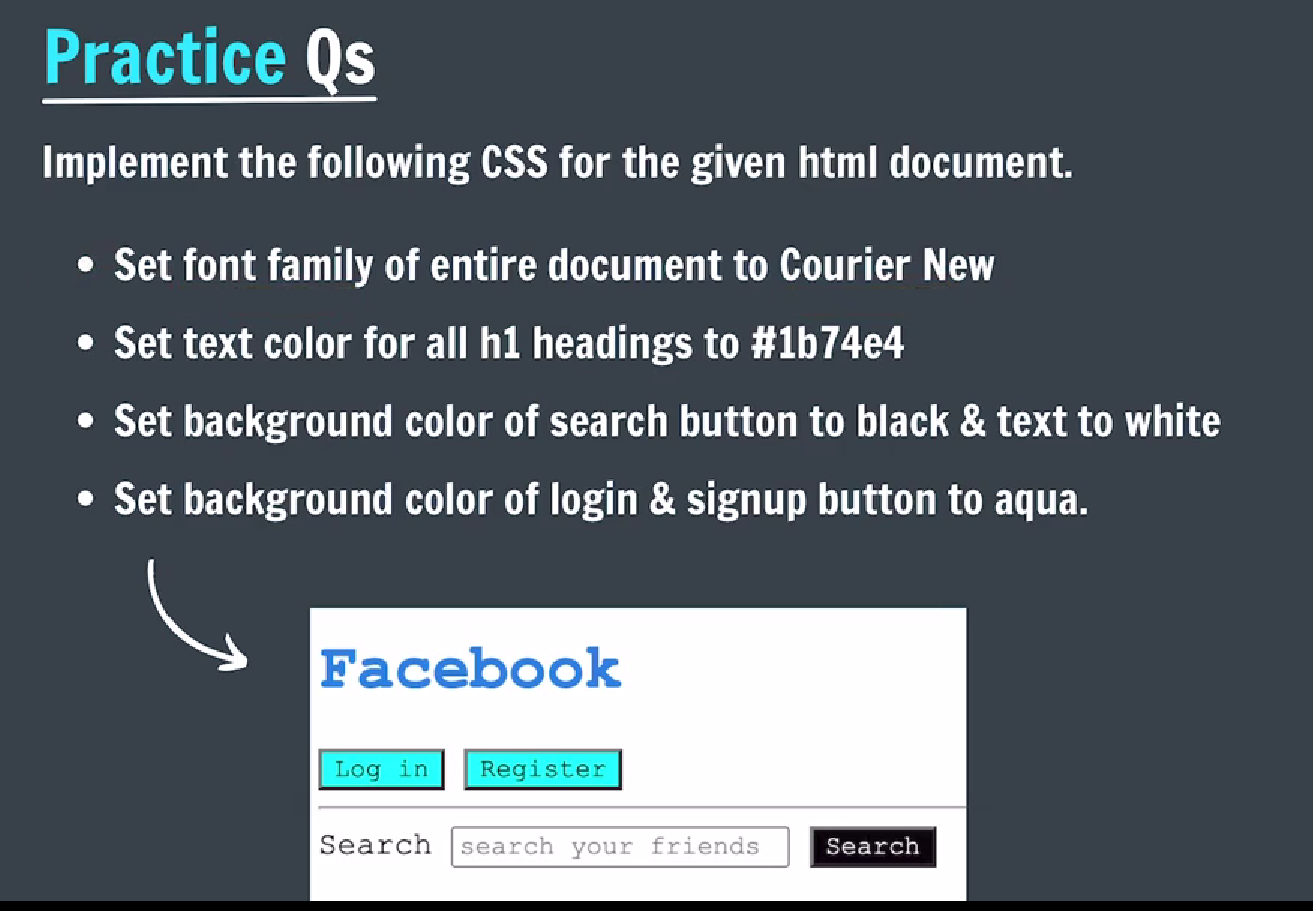 Practice Qs
Implement the following CSS for the given html document.
• Set font family of entire document to Courier New
• Set text color for all h1 headings to #1b74e4
• Set background color of search button to black & text to white
• Set background color of login & signup button to aqua.
Facebook
Log in Register
Search search your friends Search